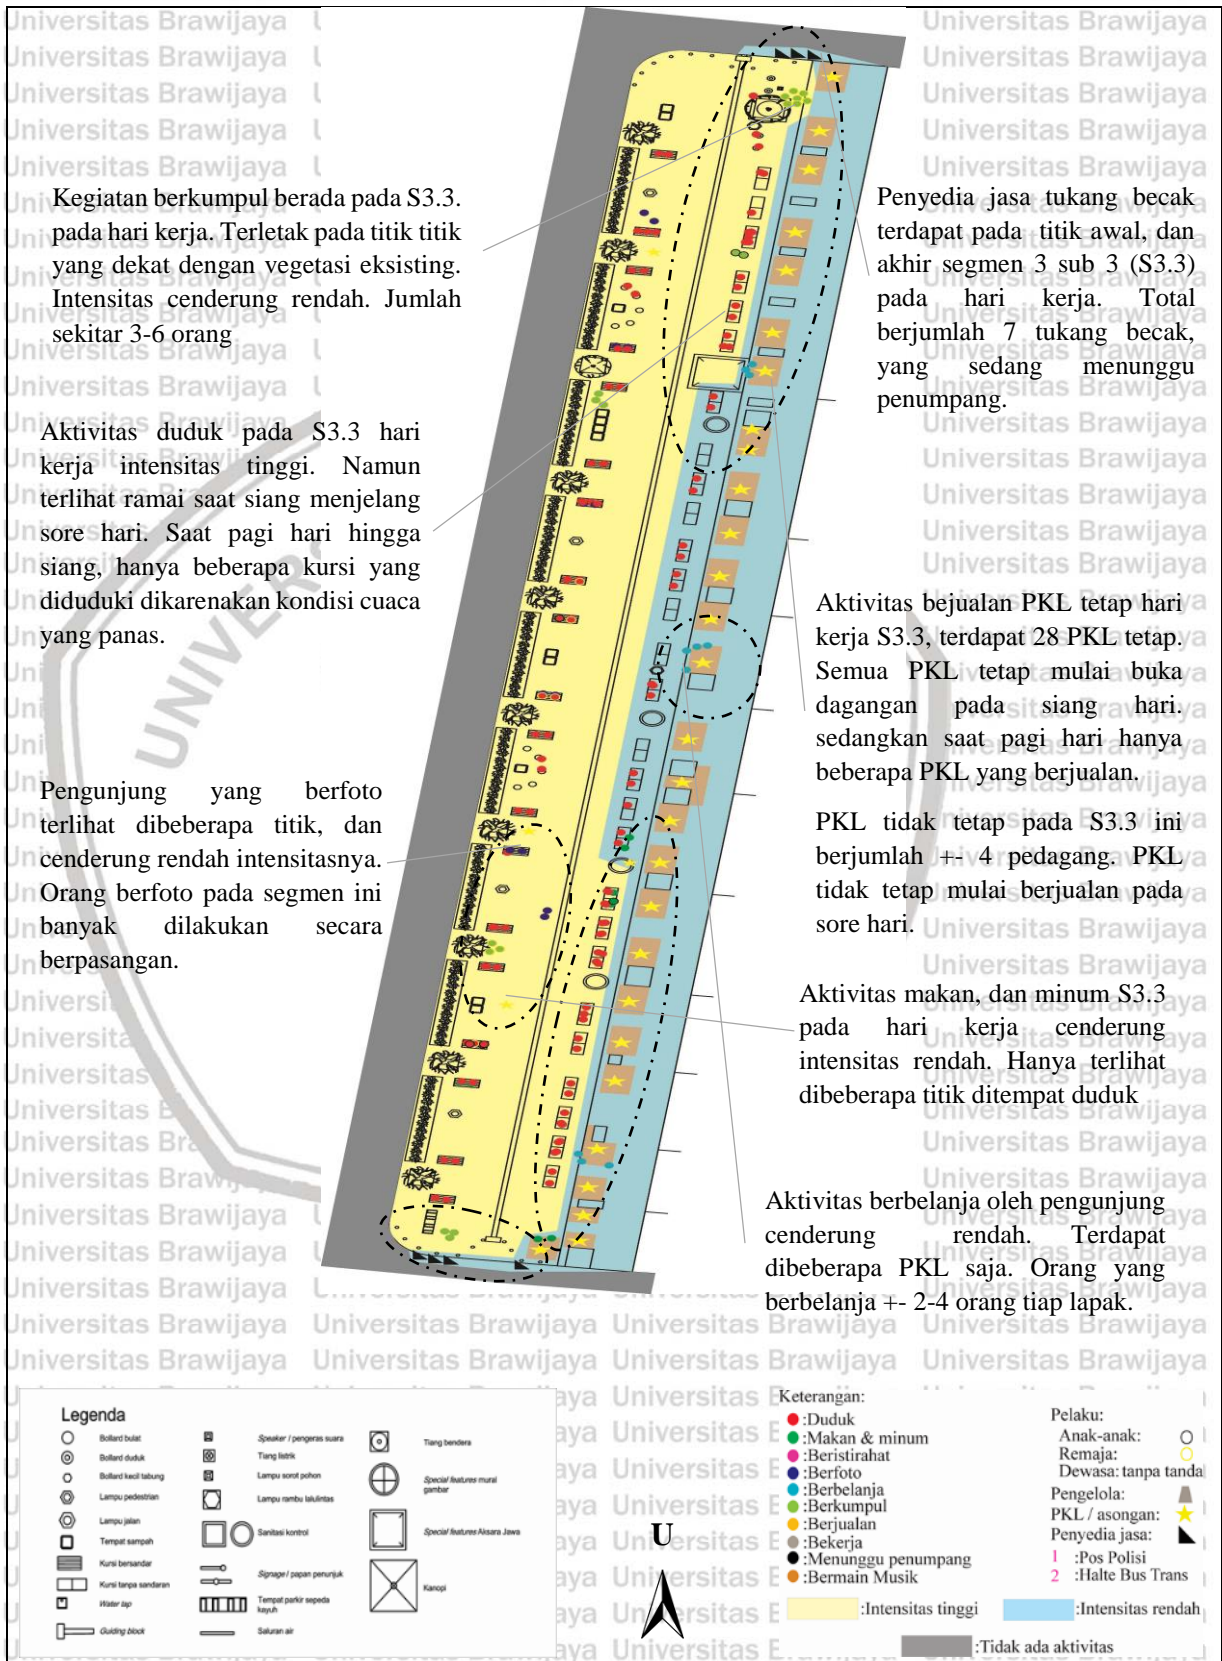 Kegiatan berkumpul berada pada S3.3.
pada hari kerja. Terletak pada titik titik
yang dekat dengan vegetasi eksisting.
Intensitas cenderung rendah. Jumlah
sekitar 3-6 orang
Aktivitas duduk pada S3.3 hari
kerja intensitas tinggi. Namun
terlihat ramai saat siang menjelang
sore hari. Saat pagi hari hingga
siang, hanya beberapa kursi yang
diduduki dikarenakan kondisi cuaca
yang panas.
Pengunjung yang berfoto
terlihat dibeberapa titik, dan
cenderung rendah intensitasnya.
Orang berfoto pada segmen ini
banyak dilakukan secara
berpasangan.
Penyedia jasa tukang becak
terdapat pada titik awal, dan
akhir segmen 3 sub 3 (S3.3)
pada hari kerja. Total
berjumlah 7 tukang becak,
yang sedang menunggu
penumpang.
Aktivitas bejualan PKL tetap hari
kerja S3.3, terdapat 28 PKL tetap.
Semua PKL tetap mulai buka
dagangan pada siang hari.
sedangkan saat pagi hari hanya
beberapa PKL yang berjualan.
PKL tidak tetap pada S3.3 ini
berjumlah +- 4 pedagang. PKL
tidak tetap mulai berjualan pada
sore hari.
Aktivitas makan, dan minum S3.3
pada hari kerja cenderung
intensitas rendah. Hanya terlihat
dibeberapa titik ditempat duduk
Aktivitas berbelanja oleh pengunjung
cenderung rendah. Terdapat
dibeberapa PKL saja. Orang yang
berbelanja +- 2-4 orang tiap lapak.
Legenda
Bollard bulat
Bollard duduk
Bollard kecil tabung
Lampu pedestrian
Lampu jalan
Tempat sampah
Kursi bersandar
Kursi tanpa sandaran
Water tap
Guiding block
Speaker / pengeras suara
Tiang listrik
Lampu sorot pohon
Lampu rambu lalulintas
Sanitasi kontrol
Signage / papan penunjuk
Tempat parkir sepeda
kayuh
Saluran air
Tiang bendera
Special features mural
gambar
Special features Aksara Jawa
Kanopi
U
Keterangan:
:Duduk
:Makan & minum
:Beristirahat
:Berfoto
:Berbelanja
:Berkumpul
:Berjualan
:Bekerja
:Menunggu penumpang
:Bermain Musik
Pelaku:
Anak-anak:
Remaja:
Dewasa: tanpa tanda
Pengelola:
PKL / asongan:
Penyedia jasa:
1 :Pos Polisi
2 :Halte Bus Trans
:Intensitas tinggi
:Intensitas rendah
:Tidak ada aktivitas
Universitas Brawijaya